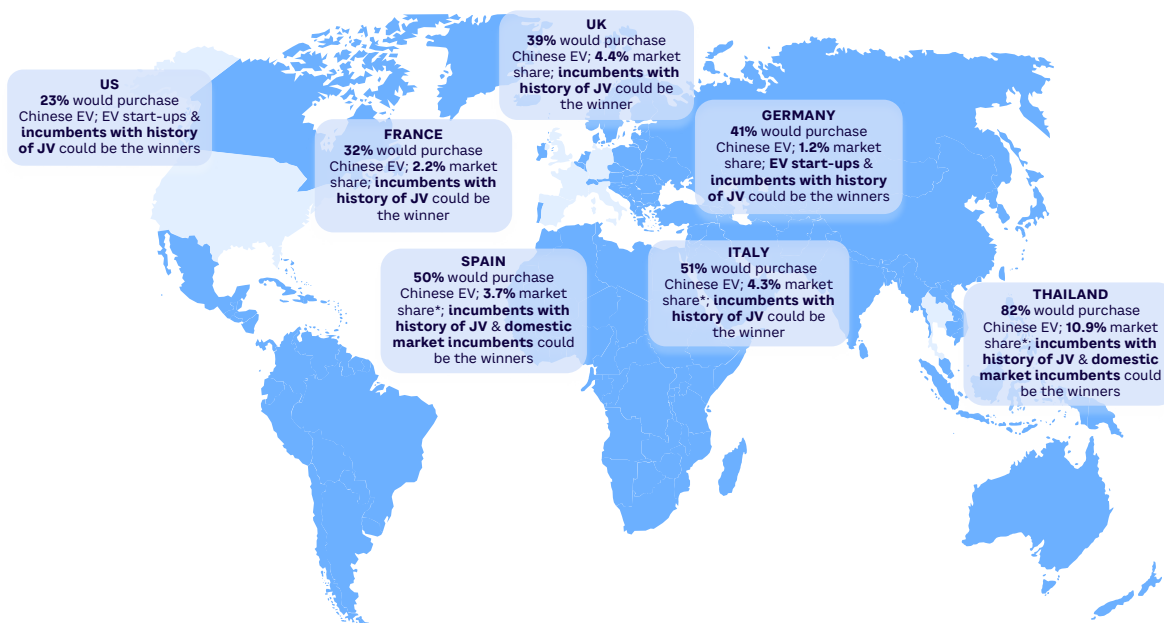 UK
39% would purchase
Chinese EV; 4.4% market
share; incumbents with
history of JV could be
the winner
US
23% would purchase
Chinese EV; EV start-ups &
incumbents with history
of JV could be the winners
FRANCE
32% would purchase
Chinese EV; 2.2% market
share; incumbents with
history of JV could be
the winner
GERMANY
41% would purchase
Chinese EV; 1.2% market
share; EV start-ups &
incumbents with history
of JV could be the winners
SPAIN
50% would purchase
Chinese EV; 3.7% market
share*; incumbents with
history of JV & domestic
market incumbents could
be the winners
ITALY
51% would purchase
Chinese EV; 4.3% market
share*; incumbents with
history of JV could be
the winner
THAILAND
82% would purchase
Chinese EV; 10.9% market
share*; incumbents with
history of JV & domestic
market incumbents could
be the winners